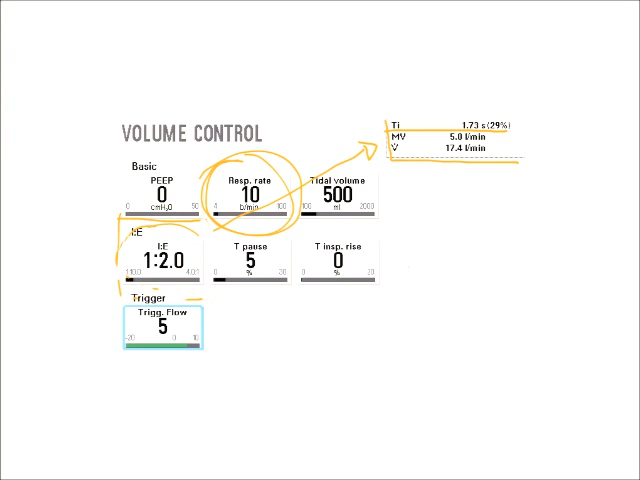 VOLUME CONTROL
Ti 1.73 s (29%)
MV 5.0 l/min
V̇ 17.4 l/min
Basic
PEEP Resp. rate Tidal volume
0 10 500
0 cmH₂O 50 4 b/min 100 100 ml 2000
I:E
I:E T pause T insp. rise
1:2.0 5 0
1:10.0 4.0:1 0 % 30 0 % 20
Trigger
Trigg. Flow
5
-20 0 10